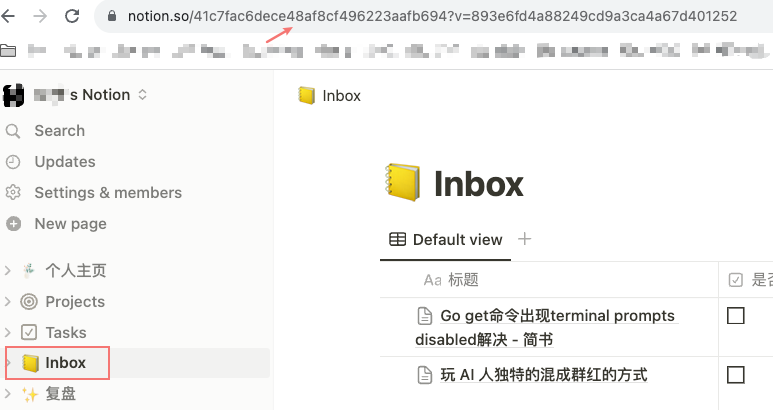 notion.so/41c7fac6dece48af8cf496223aafb694?v=893e6fd4a88249cd9a3ca4a67d401252
s Notion
Inbox
Search
Updates
Settings & members
New page
个人主页
Projects
Tasks
Inbox
复盘
Inbox
Default view
Aa 标题
是否
Go get命令出现terminal prompts
disabled解决 - 简书
玩 AI 人独特的混成群红的方式